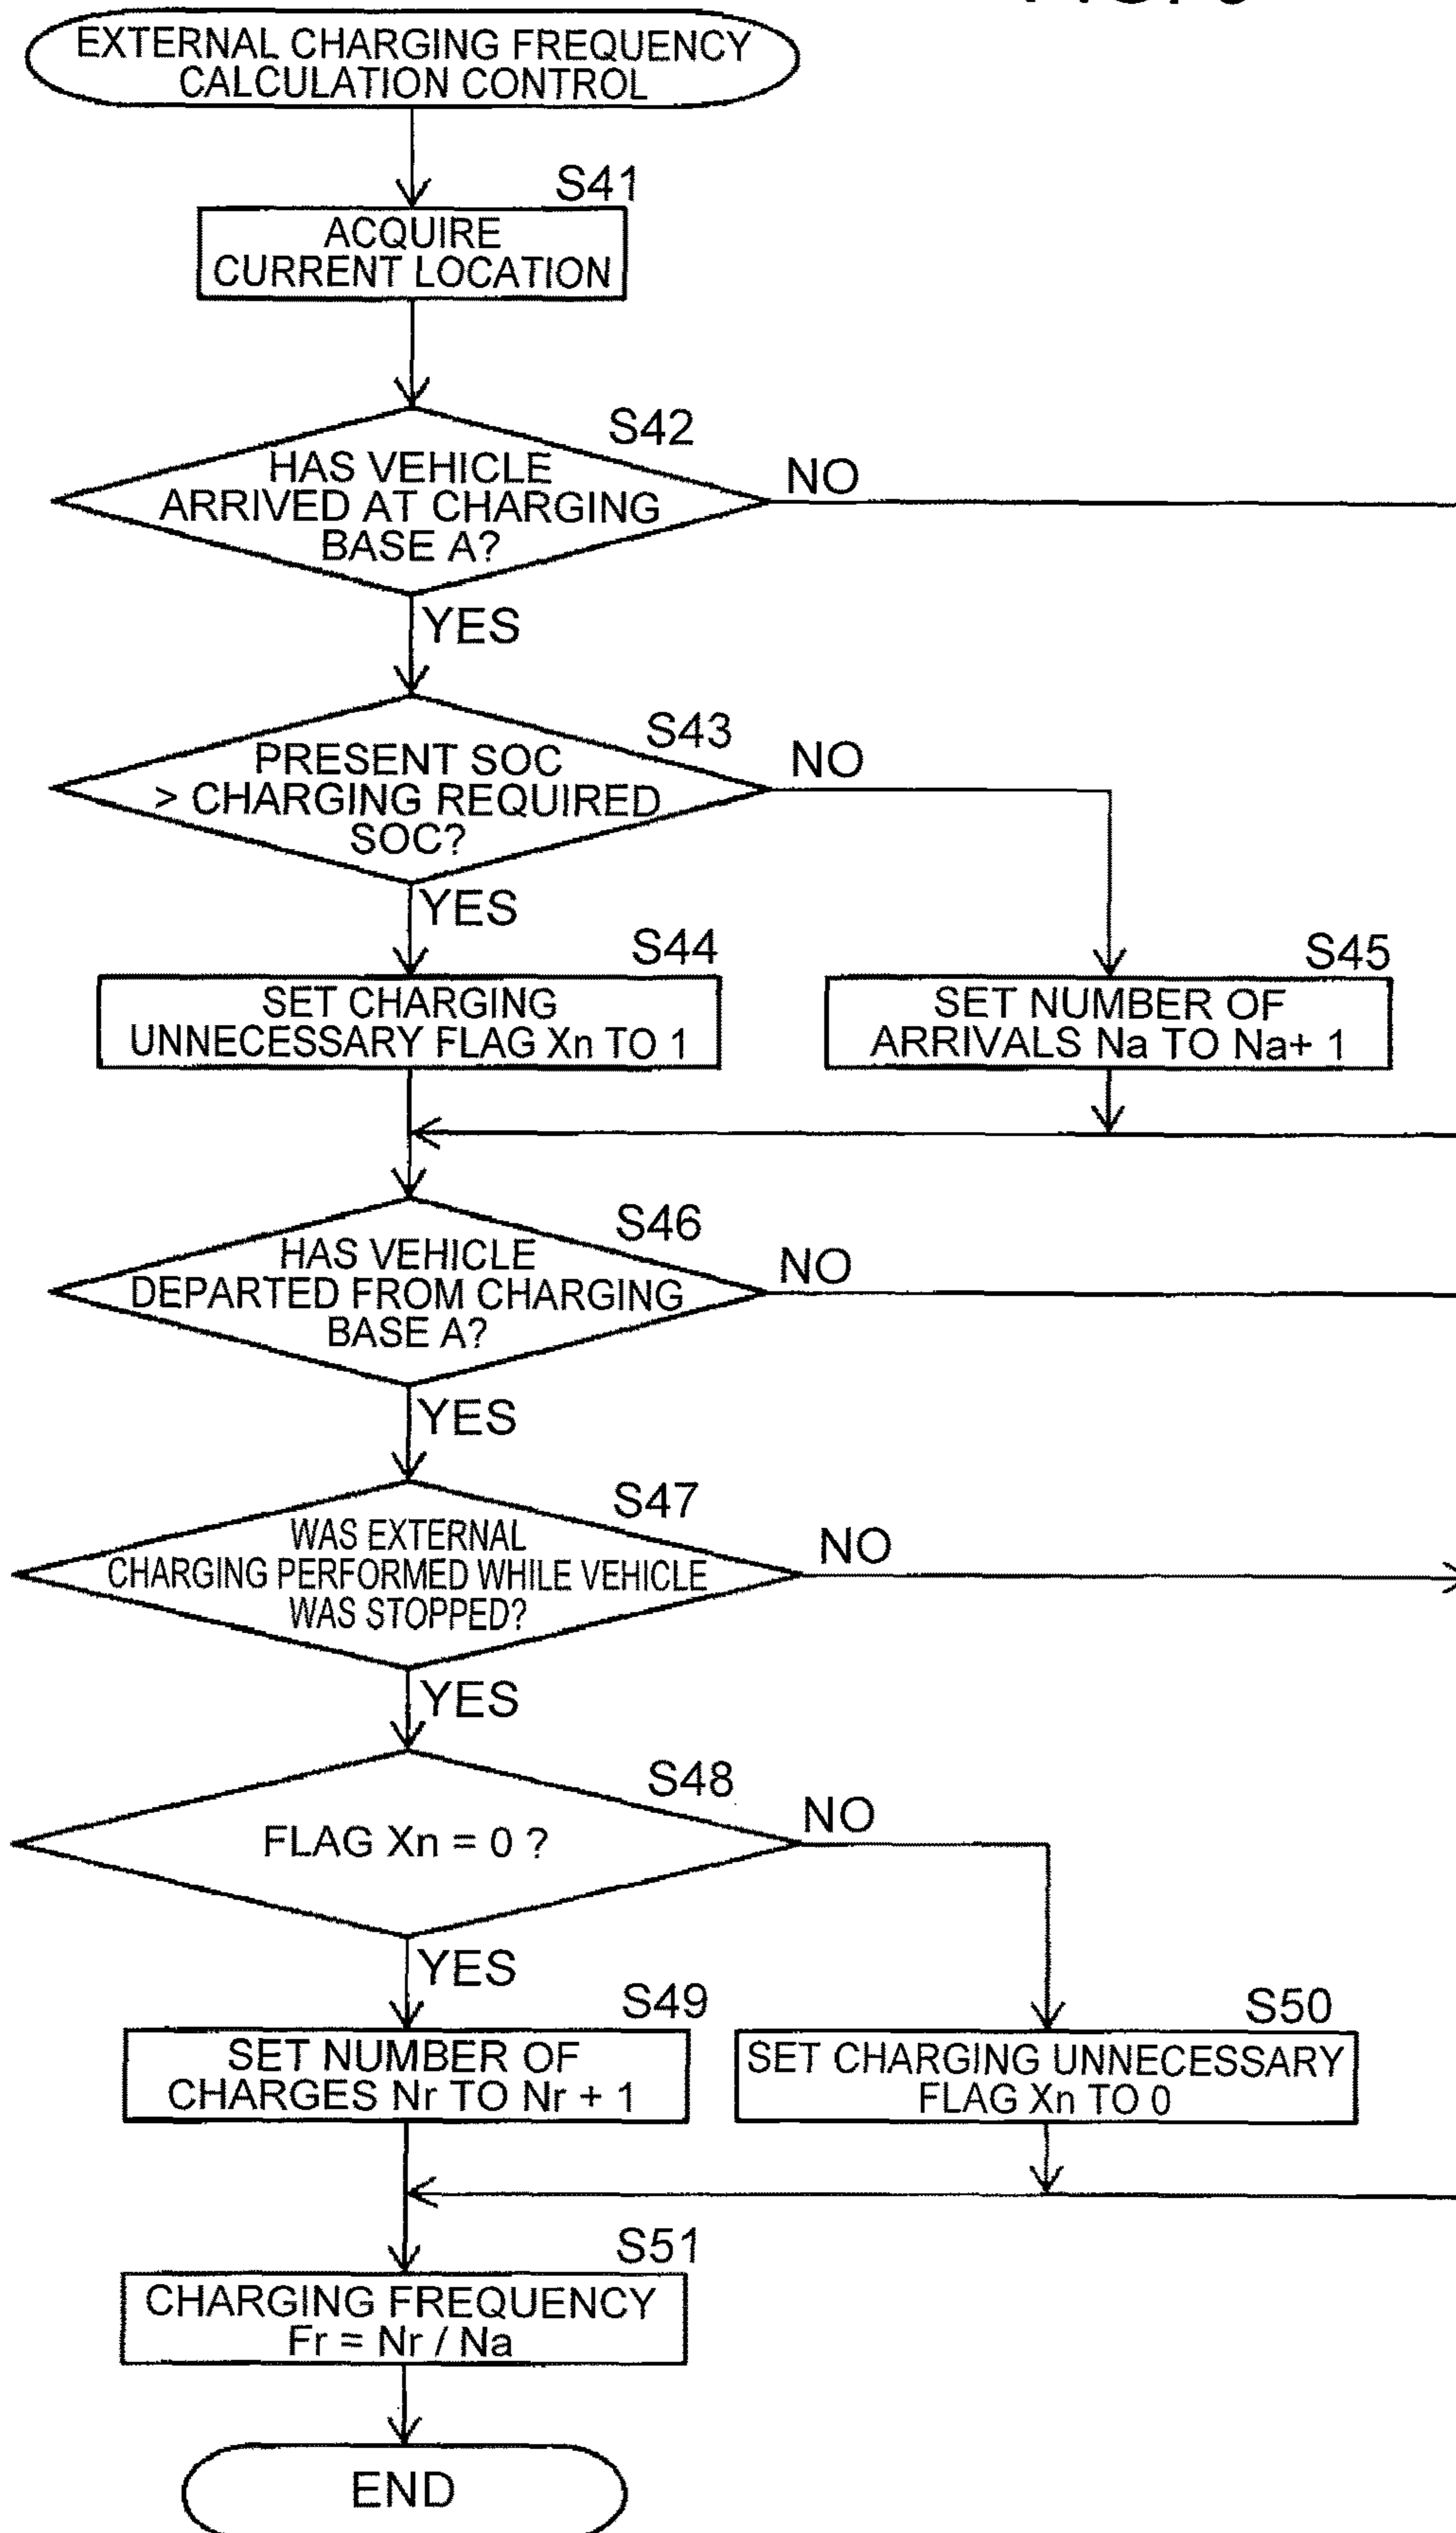 EXTERNAL CHARGING FREQUENCY
CALCULATION CONTROL
S41
ACQUIRE
CURRENT LOCATION
S42
HAS VEHICLE
ARRIVED AT CHARGING
BASE A?
NO
YES
S43
PRESENT SOC
> CHARGING REQUIRED
SOC?
NO
YES
S44
SET CHARGING
UNNECESSARY FLAG Xn TO 1
S45
SET NUMBER OF
ARRIVALS Na TO Na+ 1
S46
HAS VEHICLE
DEPARTED FROM CHARGING
BASE A?
NO
YES
S47
WAS EXTERNAL
CHARGING PERFORMED WHILE VEHICLE
WAS STOPPED?
NO
YES
S48
FLAG Xn = 0 ?
NO
YES
S49
SET NUMBER OF
CHARGES Nr TO Nr + 1
S50
SET CHARGING UNNECESSARY
FLAG Xn TO 0
S51
CHARGING FREQUENCY
Fr = Nr / Na
END